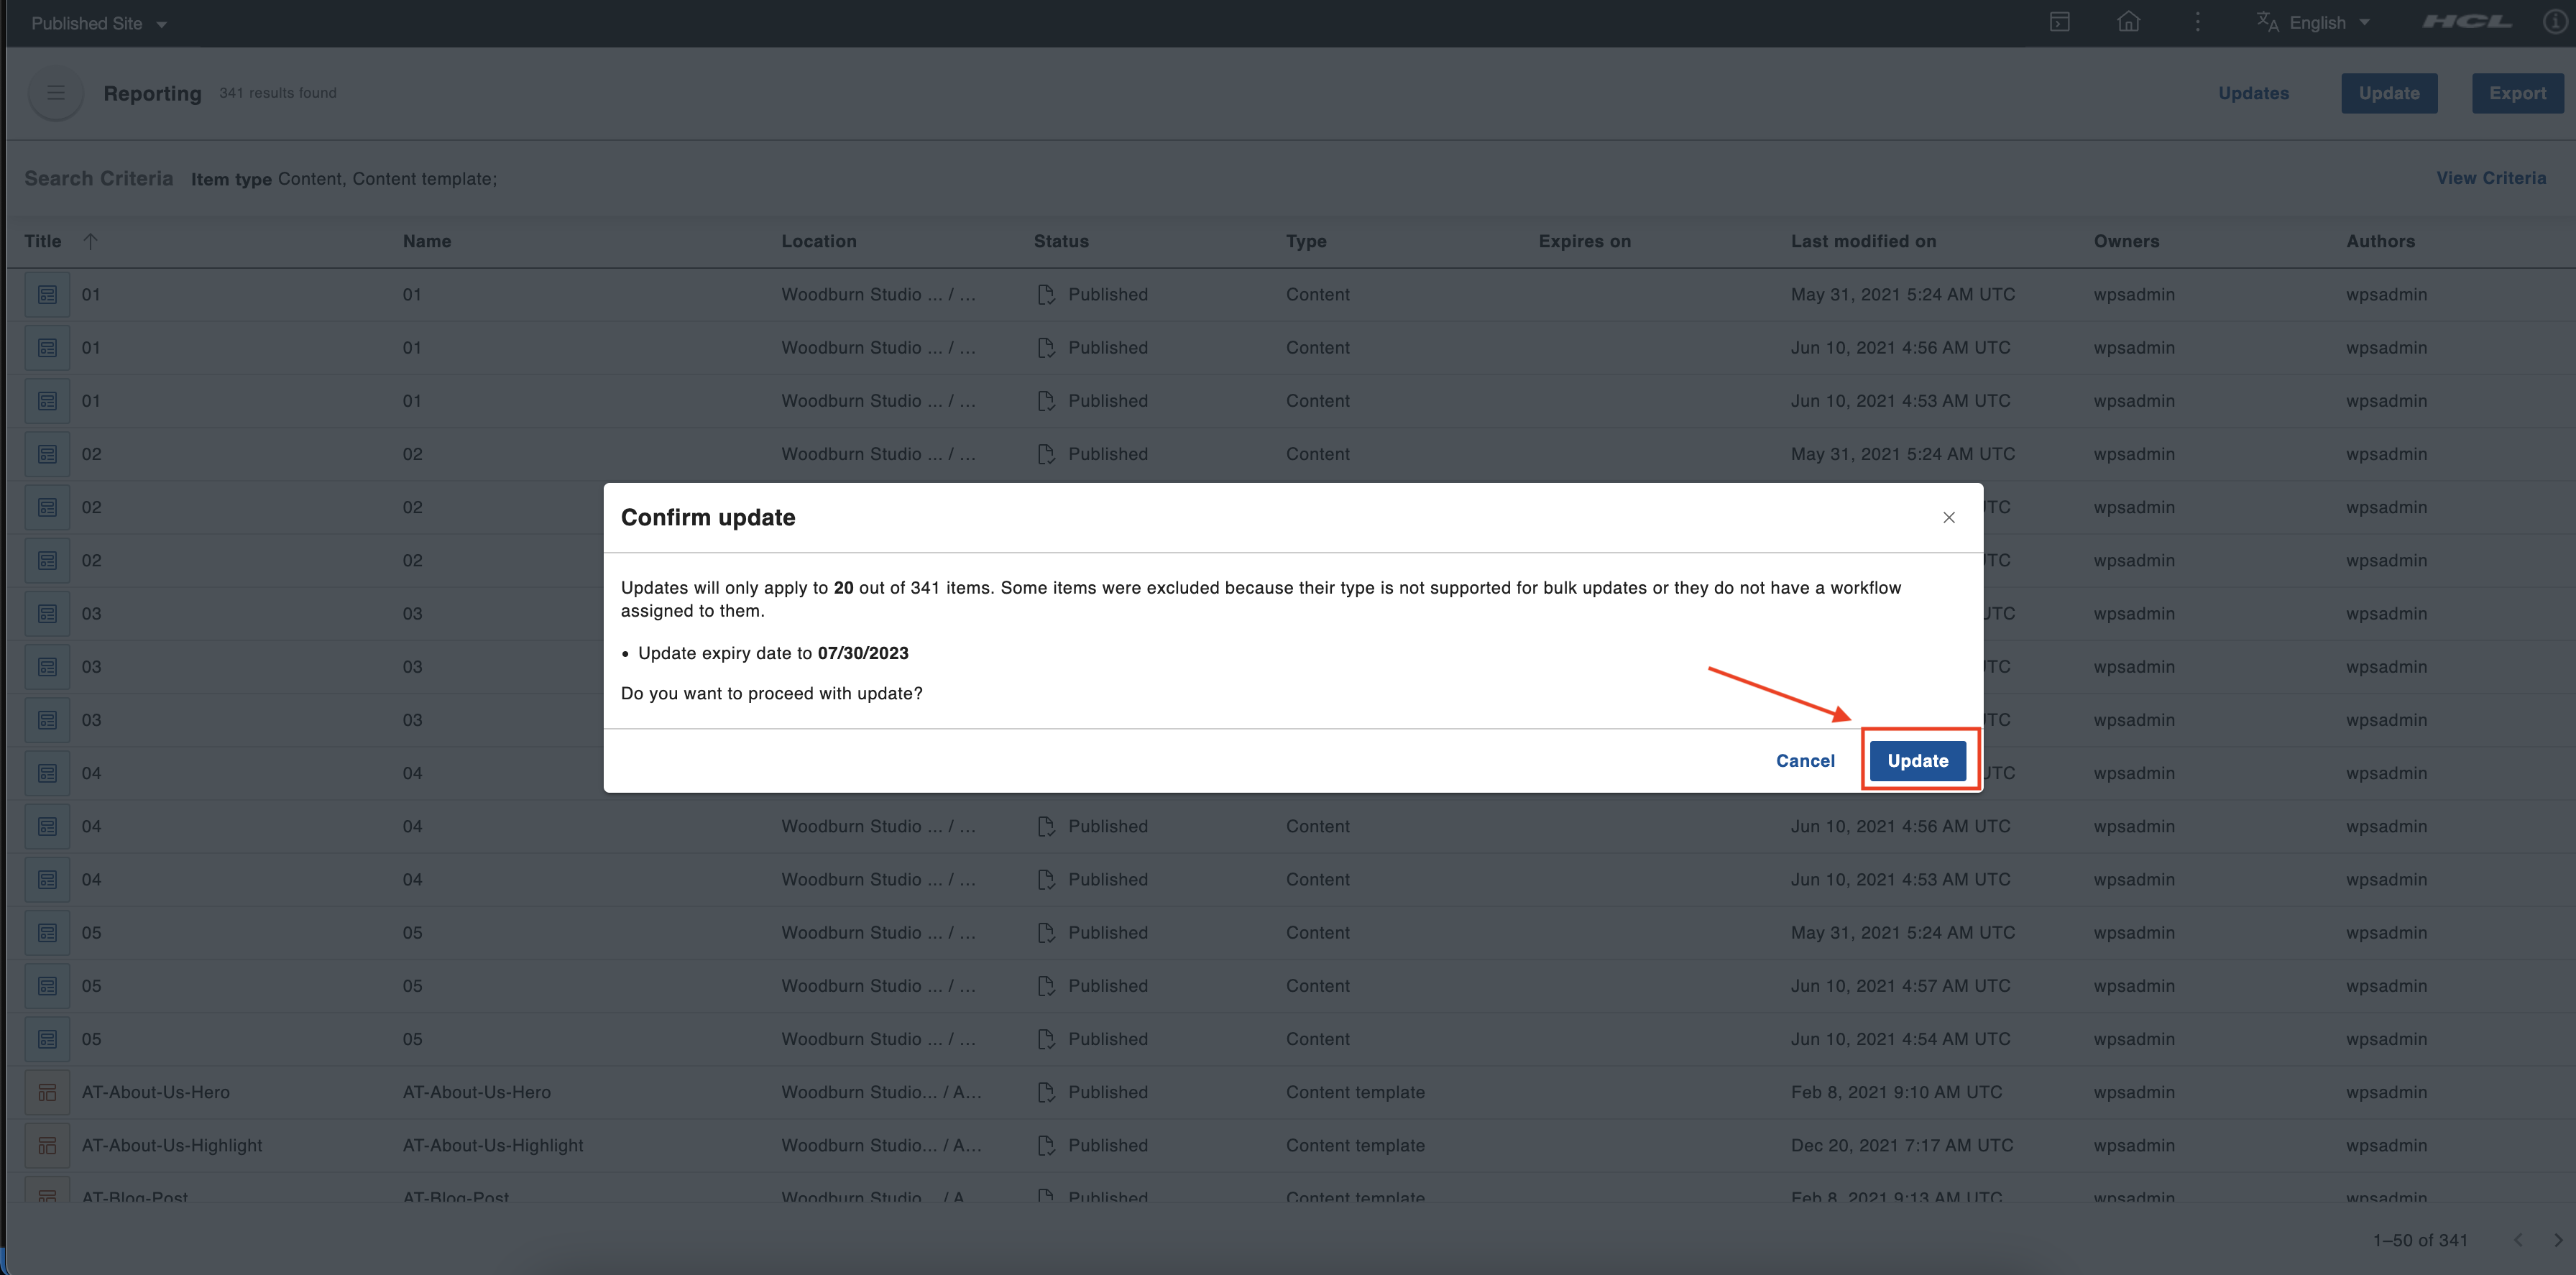 Published Site English HCL
Reporting 341 results found Updates Update Export
Search Criteria Item type Content, Content template; View Criteria
Title Name Location Status Type Expires on Last modified on Owners Authors
01 01 Woodburn Studio ... / ... Published Content May 31, 2021 5:24 AM UTC wpsadmin wpsadmin
01 01 Woodburn Studio ... / ... Published Content Jun 10, 2021 4:56 AM UTC wpsadmin wpsadmin
01 01 Woodburn Studio ... / ... Published Content Jun 10, 2021 4:53 AM UTC wpsadmin wpsadmin
02 02 Woodburn Studio ... / ... Published Content May 31, 2021 5:24 AM UTC wpsadmin wpsadmin
02 02 UTC wpsadmin wpsadmin
02 02 UTC wpsadmin wpsadmin
03 03 UTC wpsadmin wpsadmin
03 03 UTC wpsadmin wpsadmin
03 03 UTC wpsadmin wpsadmin
04 04 UTC wpsadmin wpsadmin
Confirm update
Updates will only apply to 20 out of 341 items. Some items were excluded because their type is not supported for bulk updates or they do not have a workflow
assigned to them.
• Update expiry date to 07/30/2023
Do you want to proceed with update?
Cancel Update
04 04 Woodburn Studio ... / ... Published Content Jun 10, 2021 4:56 AM UTC wpsadmin wpsadmin
04 04 Woodburn Studio ... / ... Published Content Jun 10, 2021 4:53 AM UTC wpsadmin wpsadmin
05 05 Woodburn Studio ... / ... Published Content May 31, 2021 5:24 AM UTC wpsadmin wpsadmin
05 05 Woodburn Studio ... / ... Published Content Jun 10, 2021 4:57 AM UTC wpsadmin wpsadmin
05 05 Woodburn Studio ... / ... Published Content Jun 10, 2021 4:54 AM UTC wpsadmin wpsadmin
AT-About-Us-Hero AT-About-Us-Hero Woodburn Studio... / A... Published Content template Feb 8, 2021 9:10 AM UTC wpsadmin wpsadmin
AT-About-Us-Highlight AT-About-Us-Highlight Woodburn Studio... / A... Published Content template Dec 20, 2021 7:17 AM UTC wpsadmin wpsadmin
AT-Blog-Post AT-Blog-Post Woodburn Studio... / A... Published Content template Feb 8, 2021 9:13 AM UTC wpsadmin wpsadmin
1–50 of 341